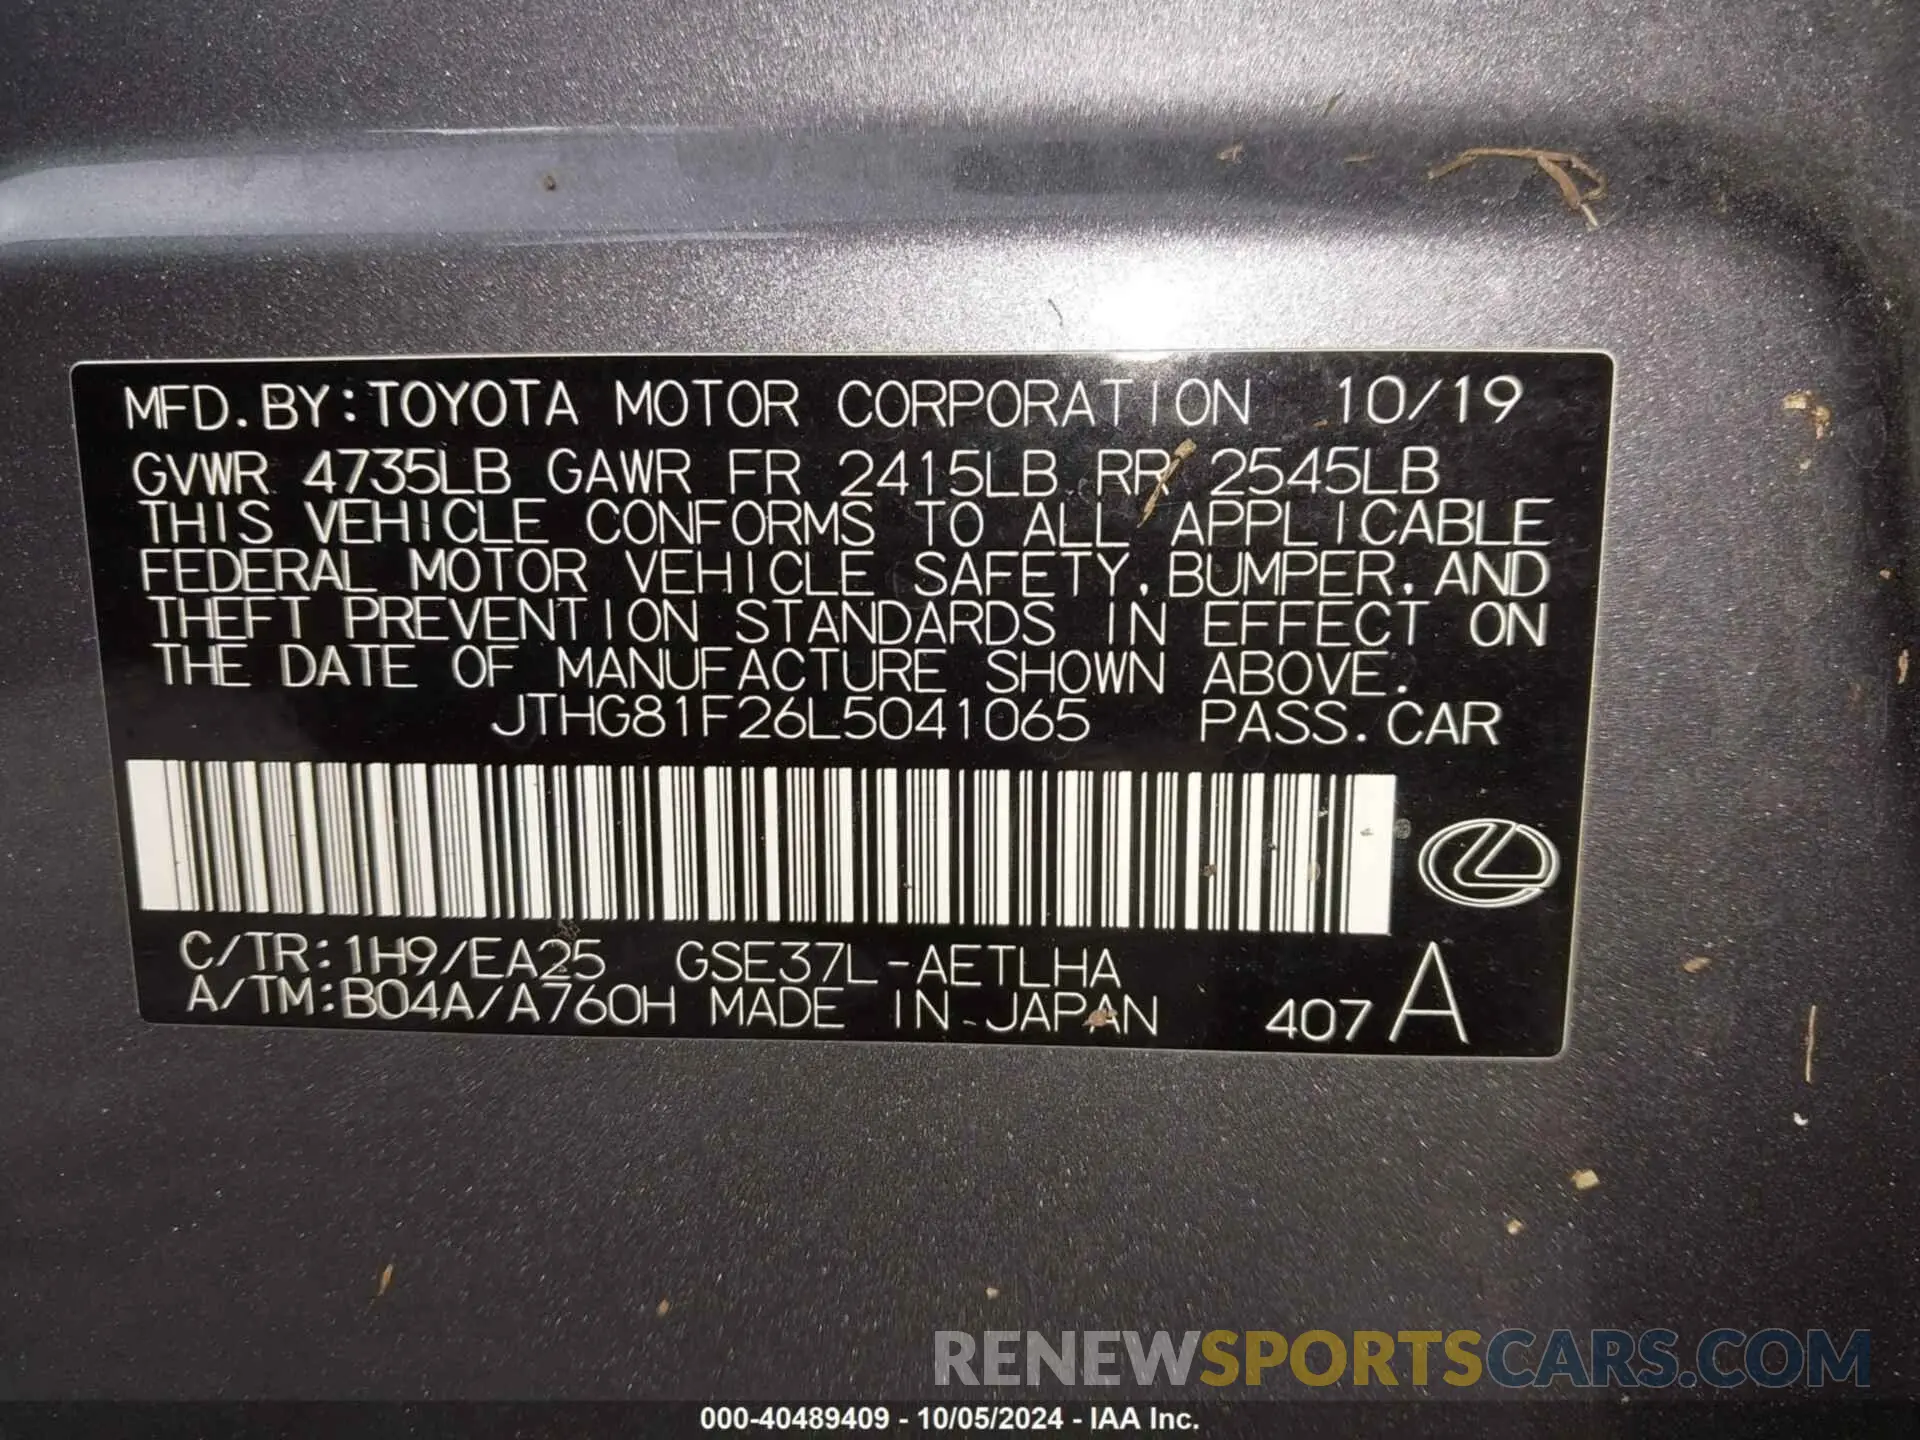 MFD. BY: TOYOTA MOTOR CORPORATION 10/19
GVWR 4735LB GAWR FR 2415LB RR 2545LB
THIS VEHICLE CONFORMS TO ALL APPLICABLE
FEDERAL MOTOR VEHICLE SAFETY, BUMPER, AND
THEFT PREVENTION STANDARDS IN EFFECT ON
THE DATE OF MANUFACTURE SHOWN ABOVE.
JTHG81F26L5041065 PASS. CAR
C/TR: 1H9/EA25 GSE37L-AETLHA
A/TM: B04A/A760H MADE IN JAPAN 407 A
RENEWSPORTSCARS.COM
000-40489409 - 10/05/2024 - IAA Inc.